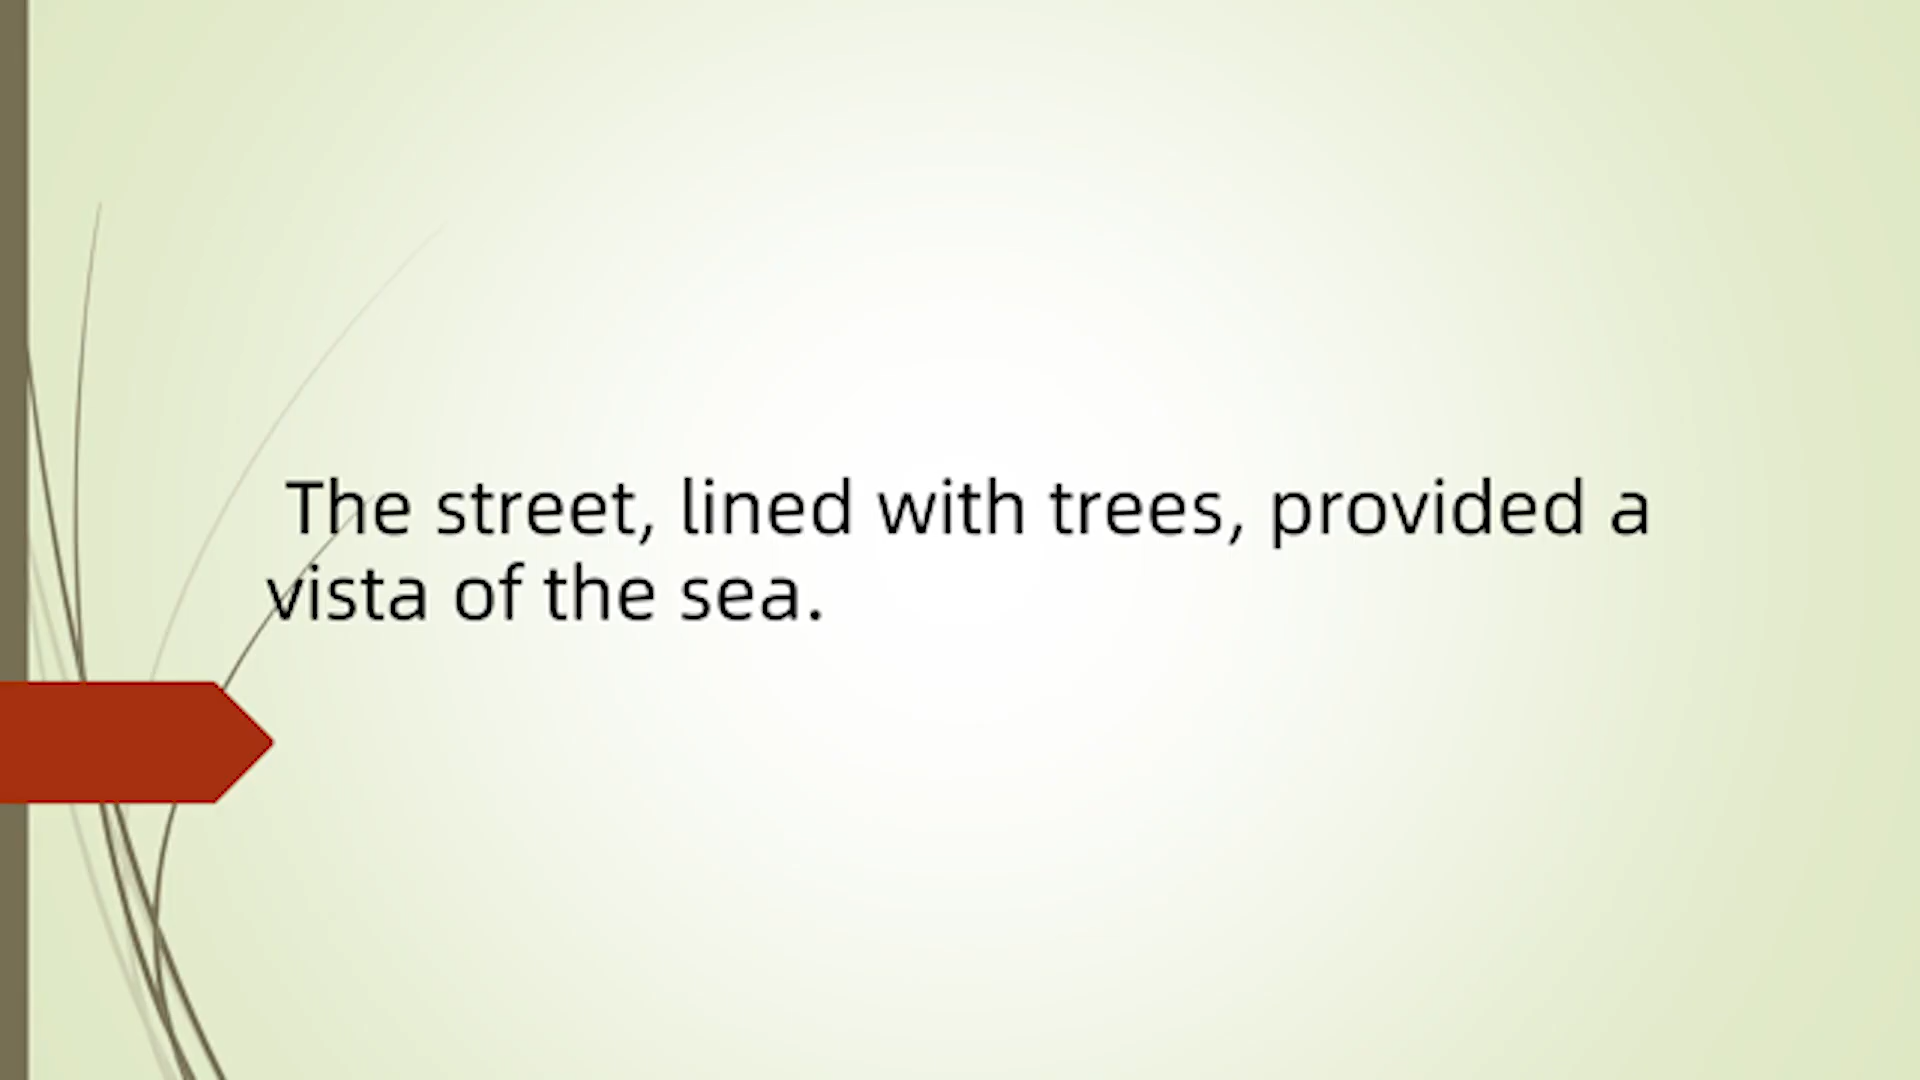 The street, lined with trees, provided a
vista of the sea.